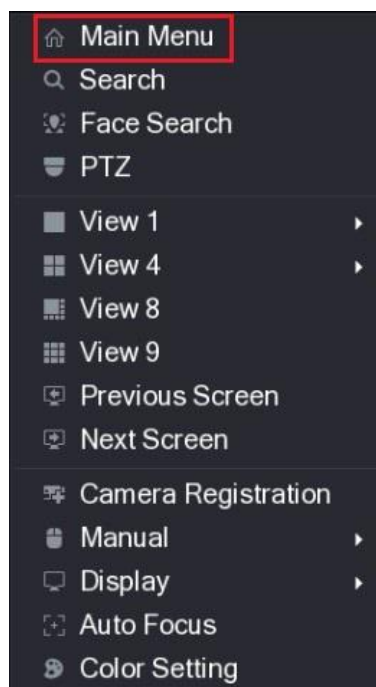 Main Menu
Search
Face Search
PTZ
View 1
View 4
View 8
View 9
Previous Screen
Next Screen
Camera Registration
Manual
Display
Auto Focus
Color Setting